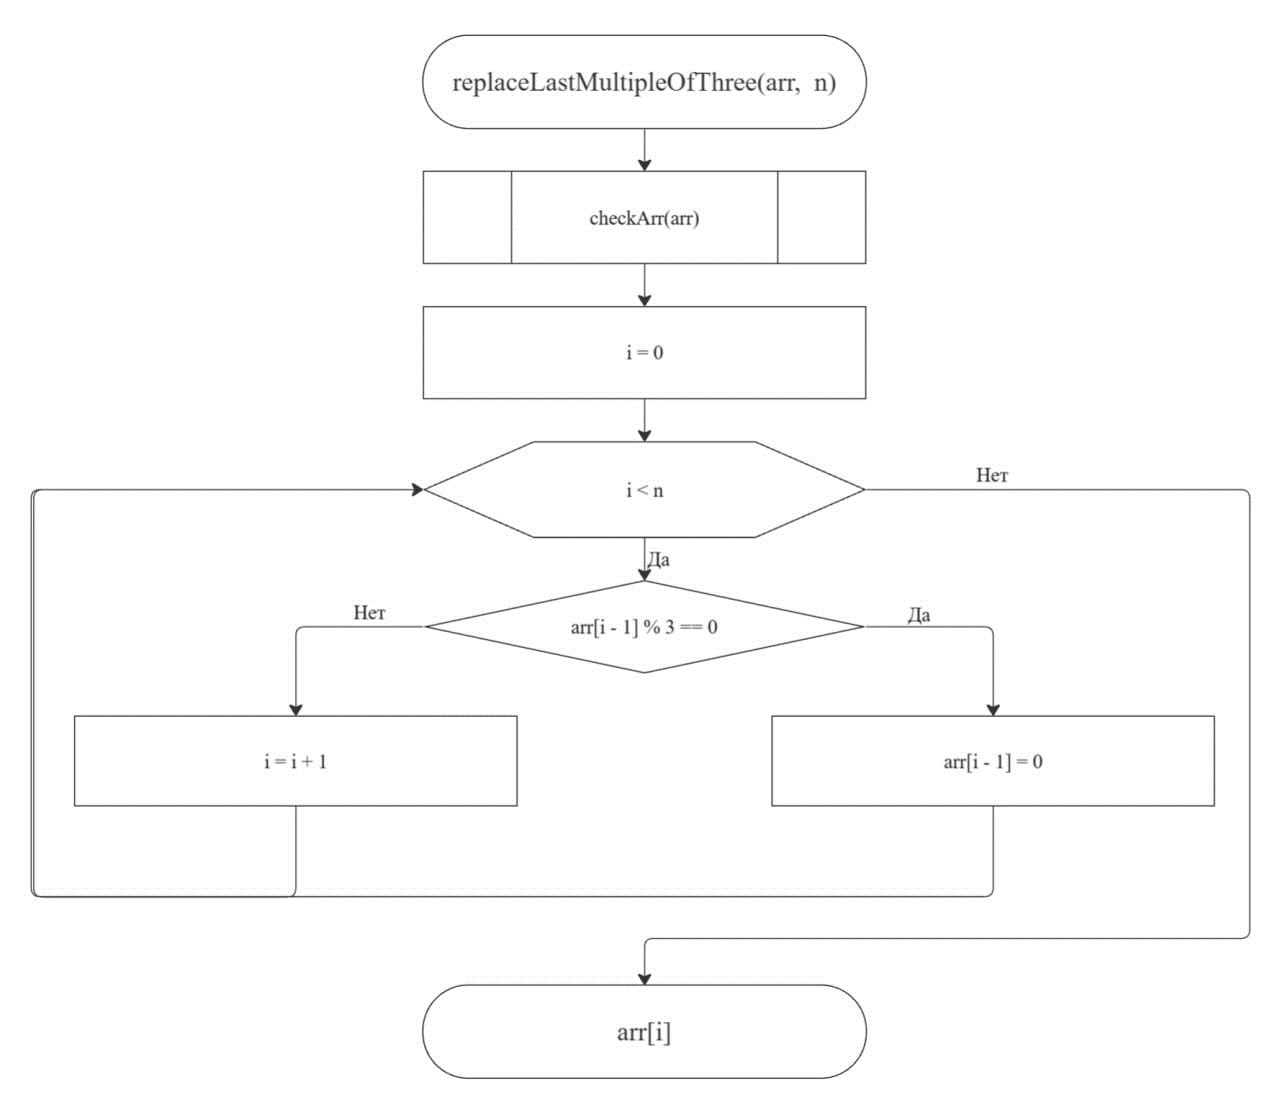 replaceLastMultipleOfThree(arr, n)
checkArr(arr)
i = 0
i < n
Нет
Да
arr[i - 1] % 3 == 0
Нет
Да
i = i + 1
arr[i - 1] = 0
arr[i]